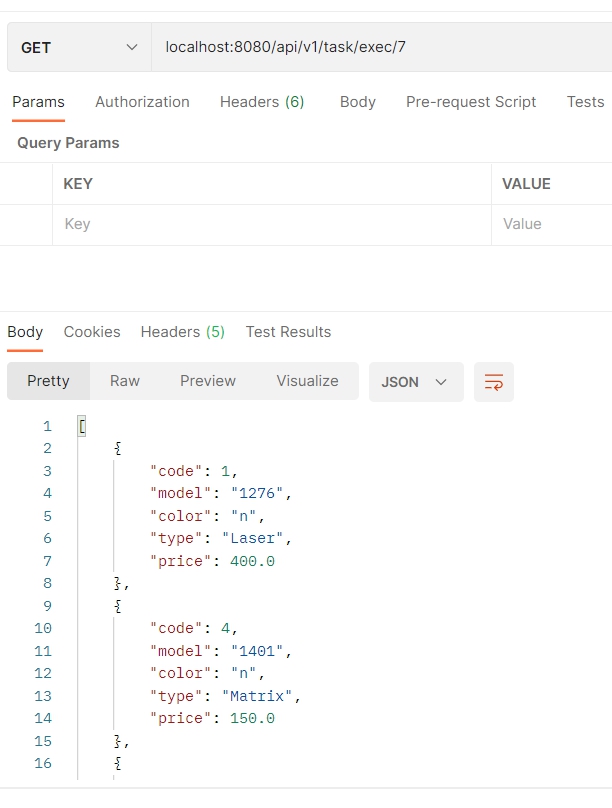 GET localhost:8080/api/v1/task/exec/7
Params Authorization Headers (6) Body Pre-request Script Tests
Query Params
KEY VALUE
Key Value
Body Cookies Headers (5) Test Results
Pretty Raw Preview Visualize JSON
1 [
2 {
3 "code": 1,
4 "model": "1276",
5 "color": "n",
6 "type": "Laser",
7 "price": 400.0
8 },
9 {
10 "code": 4,
11 "model": "1401",
12 "color": "n",
13 "type": "Matrix",
14 "price": 150.0
15 },
16 {